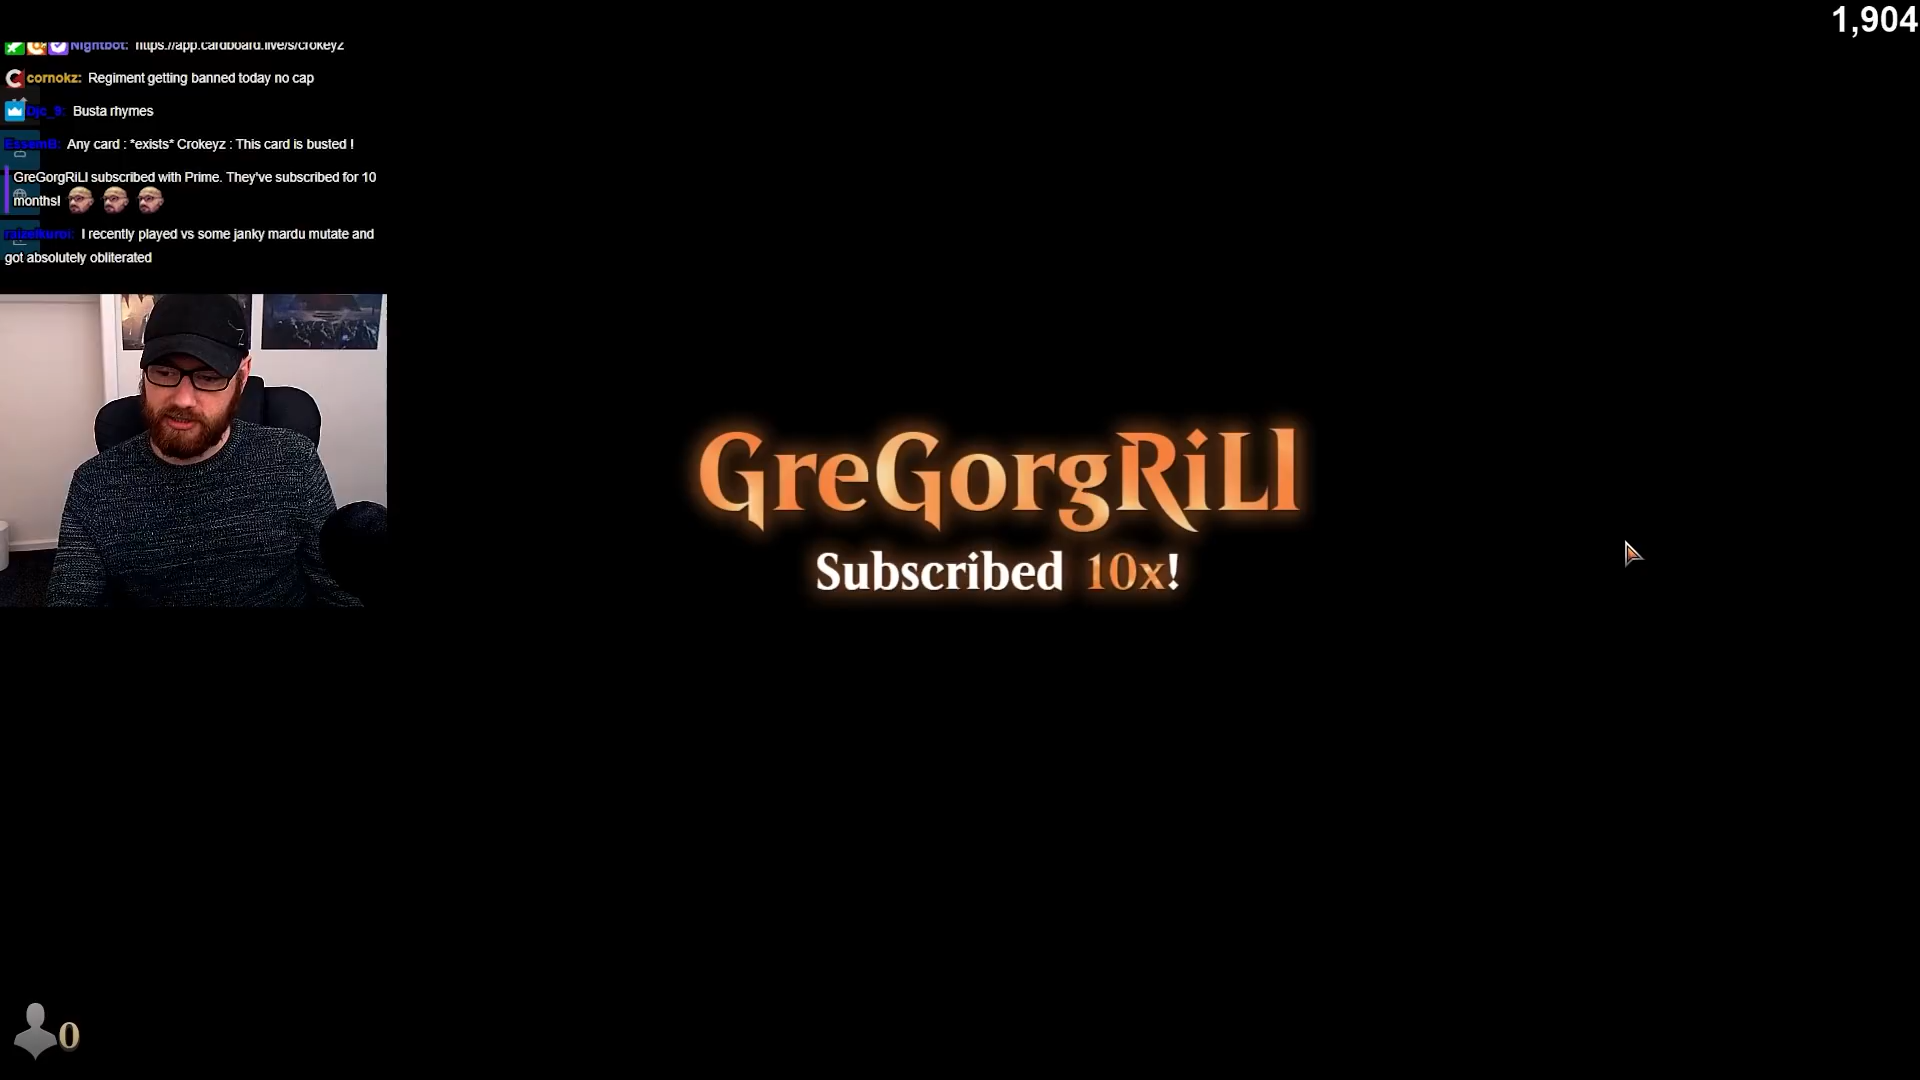 1,904
Nightbot: https://app.cardboard.live/s/crokeyz
cornokz: Regiment getting banned today no cap
Djc_9: Busta rhymes
EssamB: Any card : *exists* Crokeyz : This card is busted !
GreGorgRiLl subscribed with Prime. They've subscribed for 10
months!
I recently played vs some janky mardu mutate and
got absolutely obliterated
GreGorgRiLl
Subscribed 10x!
0